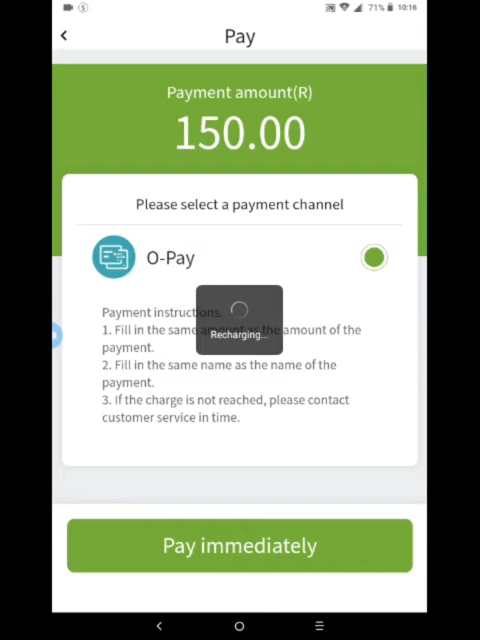 71% 10:16
Pay
Payment amount(R)
150.00
Please select a payment channel
O-Pay
Payment instructions.
1. Fill in the same amount as the amount of the
payment.
Recharging...
2. Fill in the same name as the name of the
payment.
3. If the charge is not reached, please contact
customer service in time.
Pay immediately